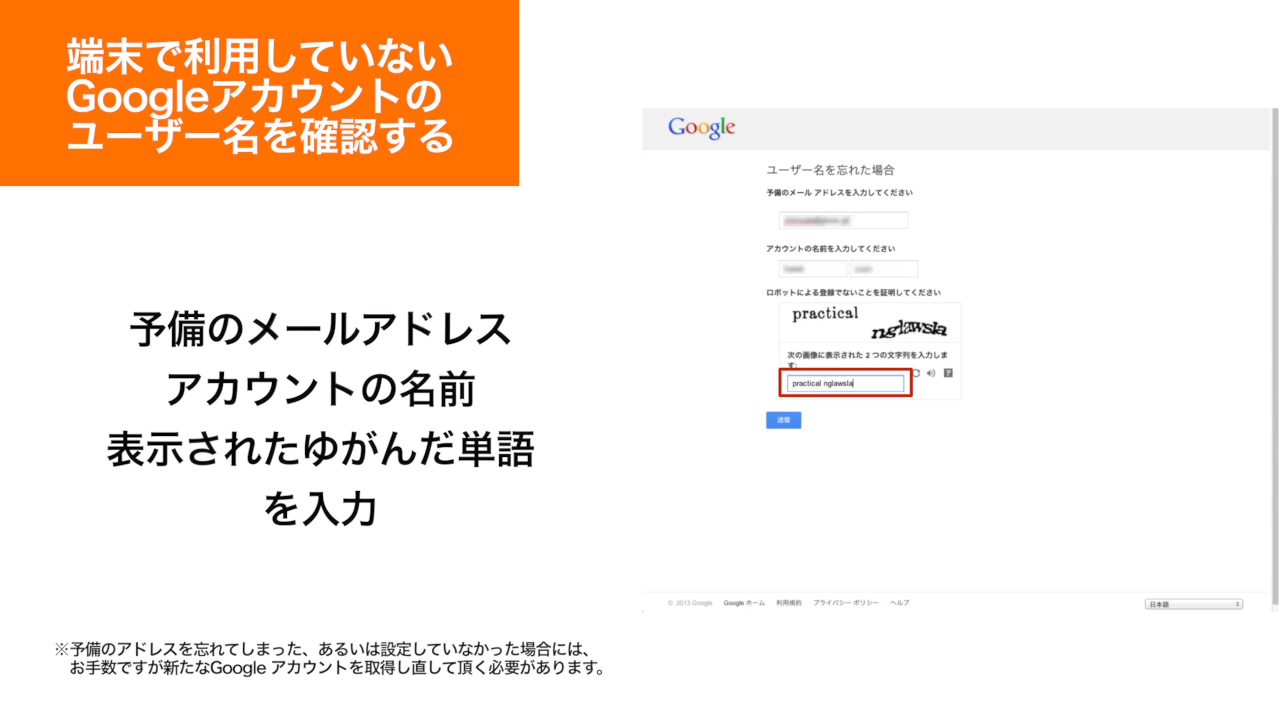 端末で利用していない
Googleアカウントの
ユーザー名を確認する
予備のメールアドレス
アカウントの名前
表示されたゆがんだ単語
を入力
※予備のアドレスを忘れてしまった、あるいは設定していなかった場合には、
お手数ですが新たなGoogle アカウントを取得し直して頂く必要があります。
Google
ユーザー名を忘れた場合
予備のメール アドレスを入力してください
アカウントの名前を入力してください
ロボットによる登録でないことを証明してください
practical
nglawsla
次の画像に表示された 2 つの文字列を入力しま
す:
practical nglawsla
送信
© 2013 Google Google ホーム 利用規約 プライバシー ポリシー ヘルプ
日本語